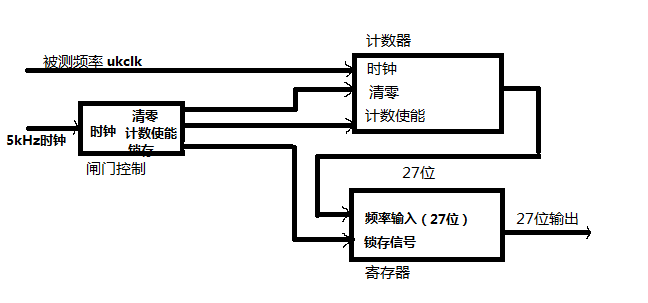 计数器
被测频率 ukclk
时钟
清零
计数使能
清零
时钟 计数使能
锁存
5kHz时钟
闸门控制
27位
频率输入（27位）
27位输出
锁存信号
寄存器